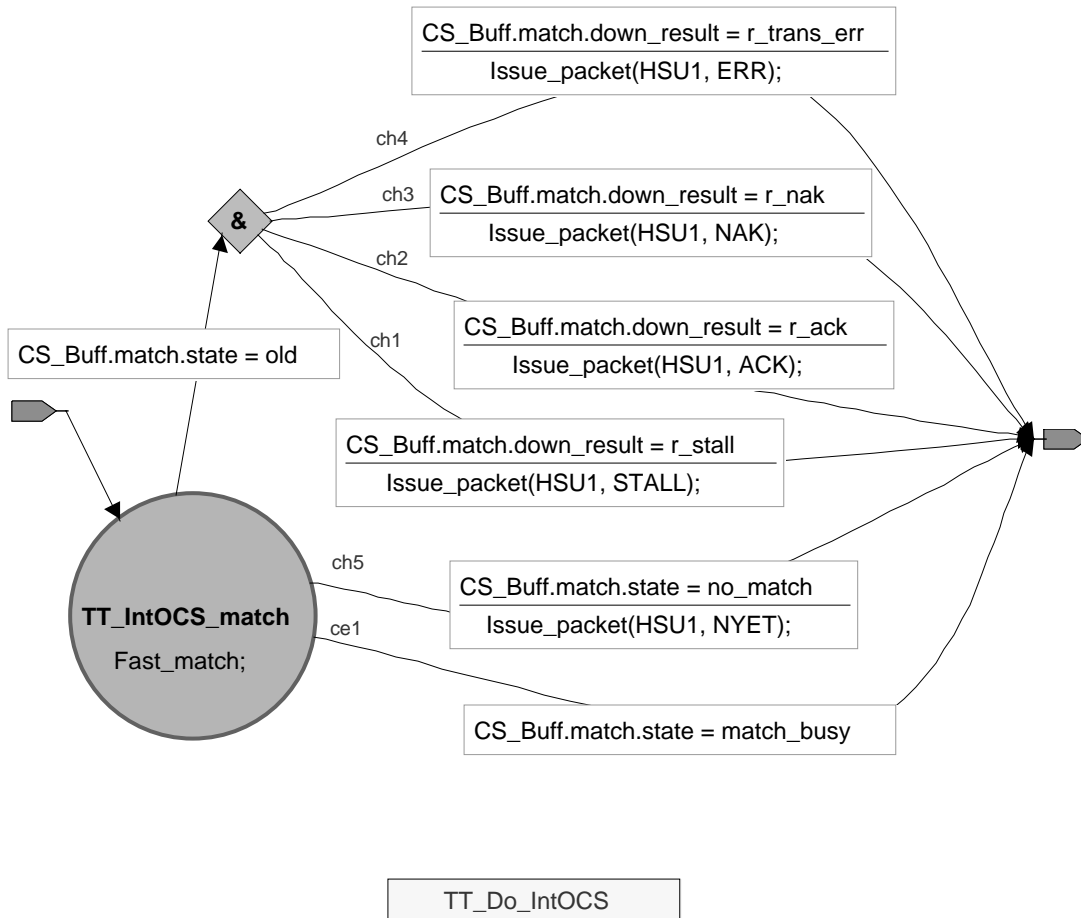 CS_Buff.match.down_result = r_trans_err
Issue_packet(HSU1, ERR);
ch4
ch3
CS_Buff.match.down_result = r_nak
Issue_packet(HSU1, NAK);
&
ch2
CS_Buff.match.down_result = r_ack
Issue_packet(HSU1, ACK);
ch1
CS_Buff.match.state = old
CS_Buff.match.down_result = r_stall
Issue_packet(HSU1, STALL);
ch5
CS_Buff.match.state = no_match
Issue_packet(HSU1, NYET);
TT_IntOCS_match
Fast_match;
ce1
CS_Buff.match.state = match_busy
TT_Do_IntOCS